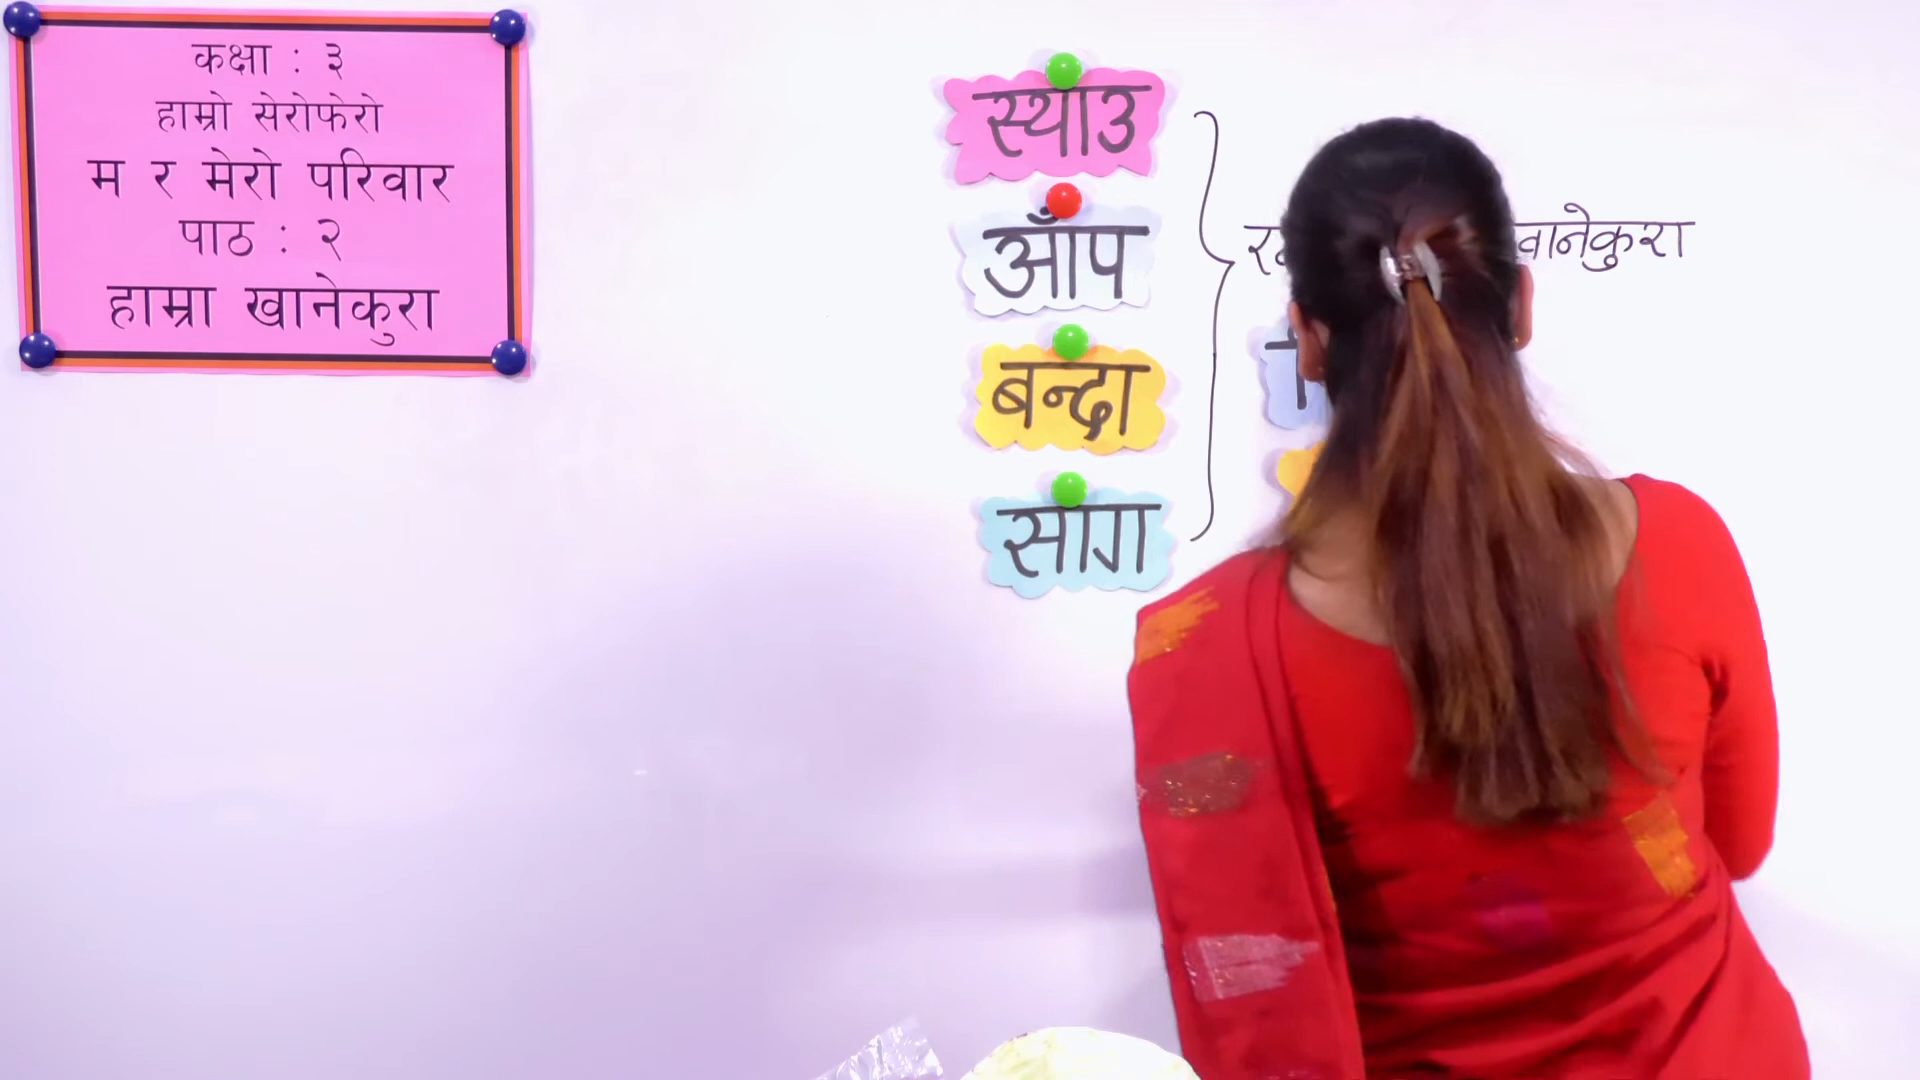 कक्षा : ३
हाम्रो सेरोफेरो
म र मेरो परिवार
पाठ : २
हाम्रा खानेकुरा
स्याउ
आँप
बन्दा
साग